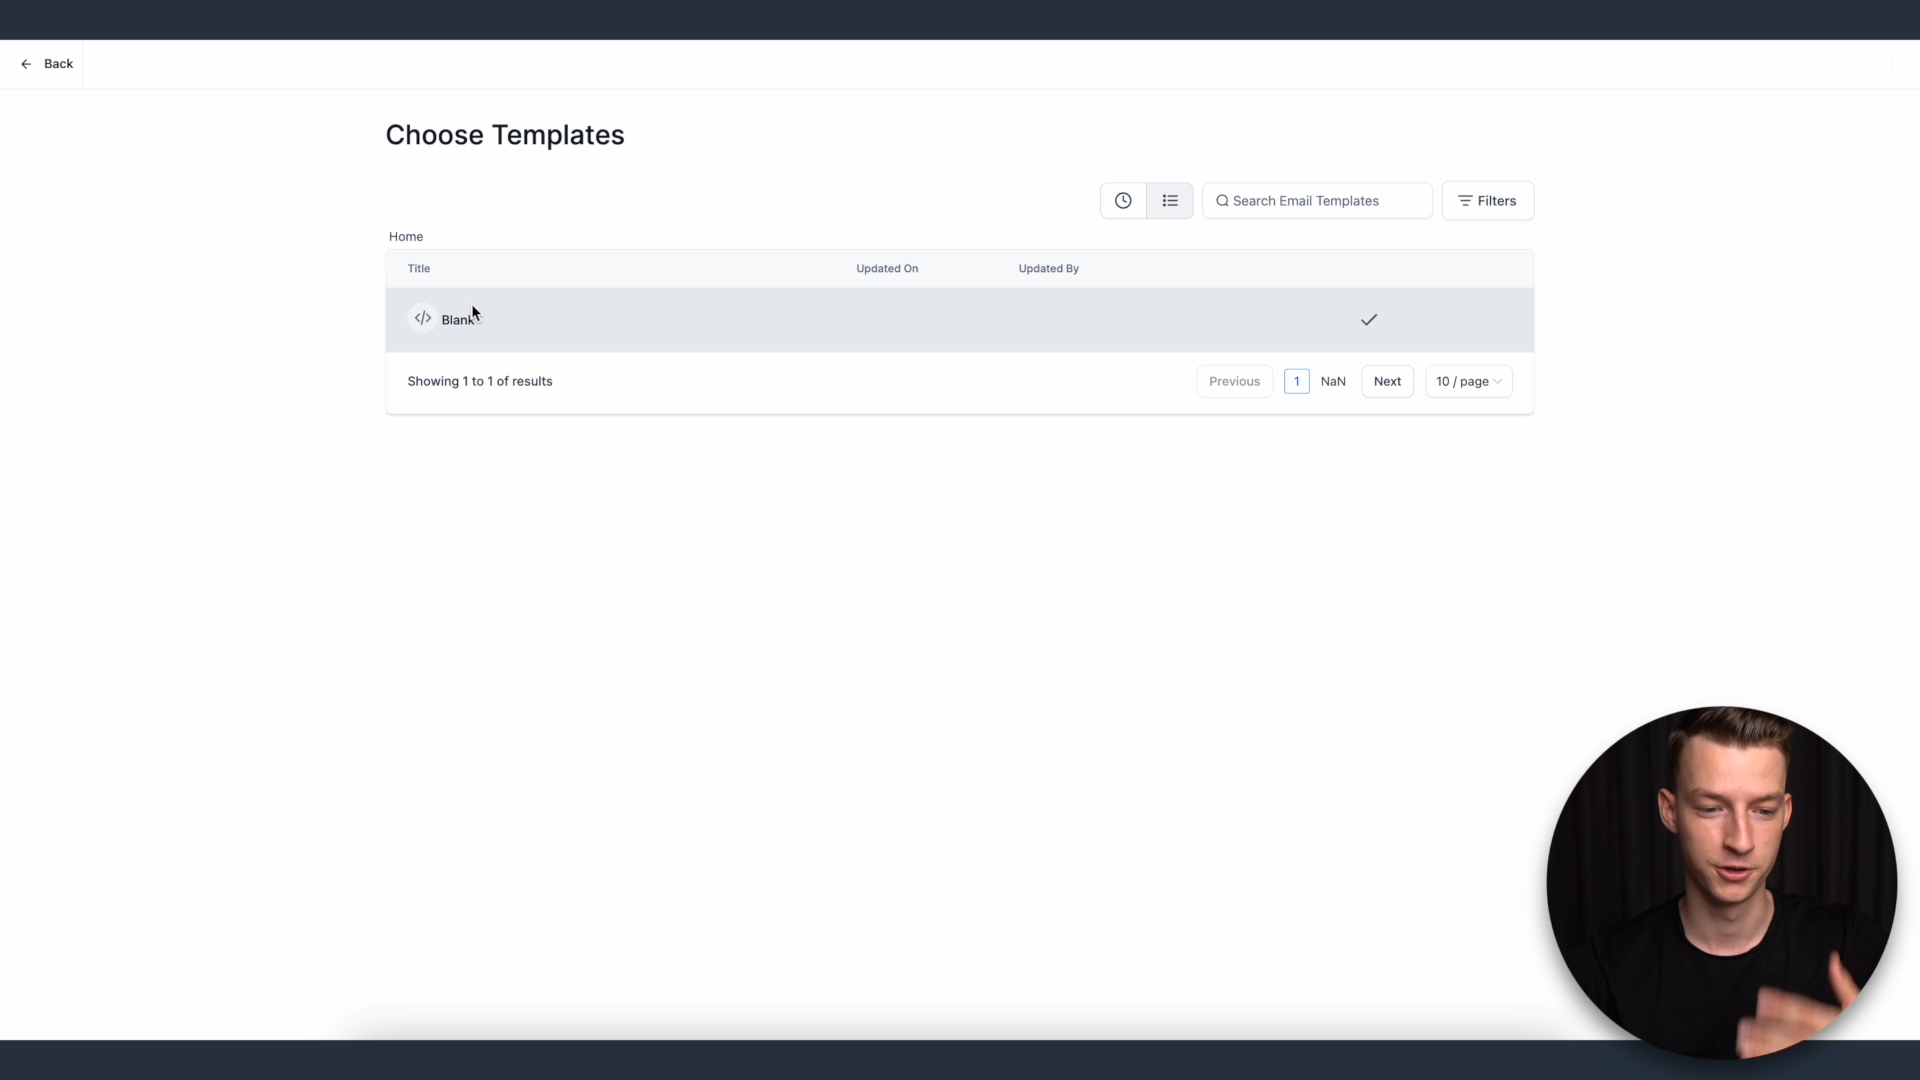 Back
Choose Templates
Search Email Templates
Filters
Home
Title Updated On Updated By
</> Blank
Showing 1 to 1 of results
Previous 1 NaN Next 10 / page